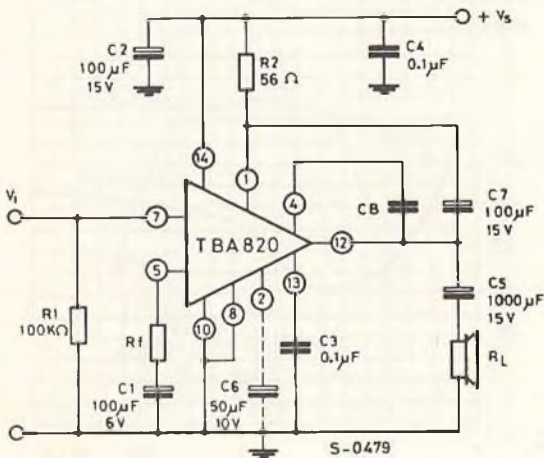 + Vs
C2
100µF
15V
R2
56 Ω
C4
0.1µF
14
1
4
Vi
7
TBA820
12
CB
C7
100µF
15V
5
13
2
8
10
R1
100KΩ
Rf
C1
100µF
6V
C6
50µF
10V
C3
0.1µF
C5
1000µF
15V
RL
S-0479